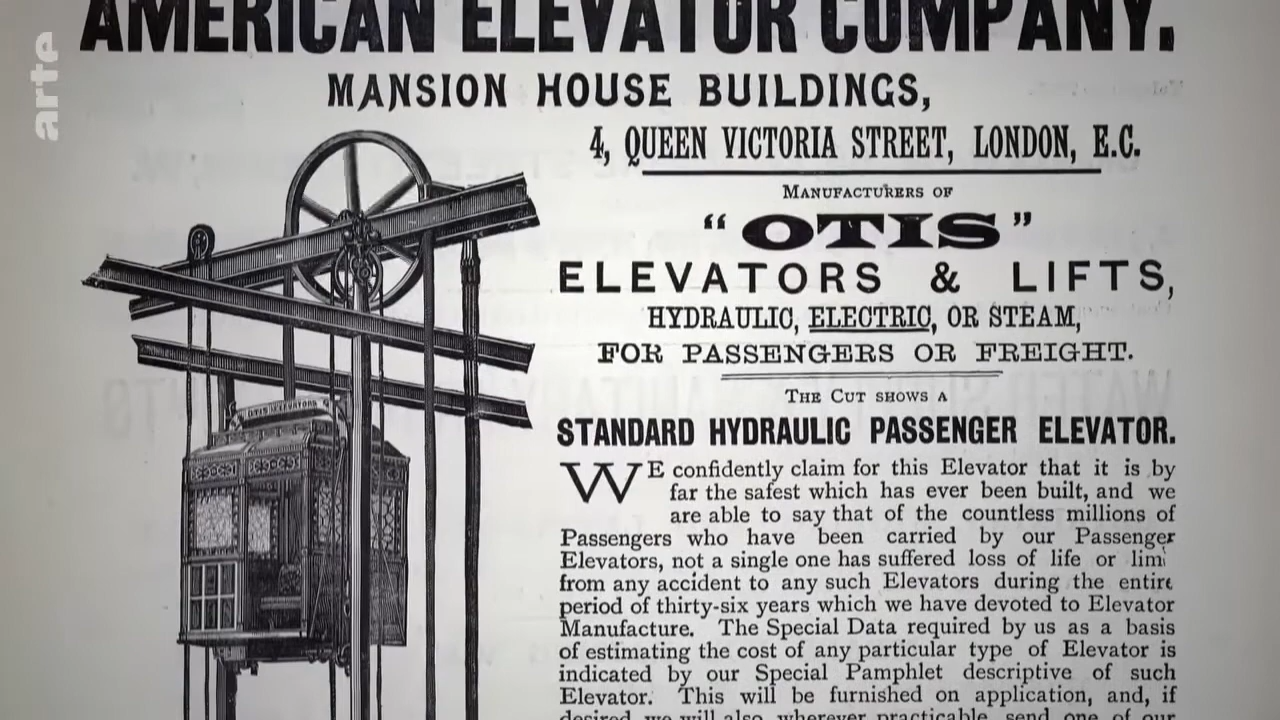 arte
AMERICAN ELEVATOR COMPANY.
MANSION HOUSE BUILDINGS,
4, QUEEN VICTORIA STREET, LONDON, E.C.
MANUFACTURERS OF
"OTIS"
ELEVATORS & LIFTS,
HYDRAULIC, ELECTRIC, OR STEAM,
FOR PASSENGERS OR FREIGHT.
THE CUT SHOWS A
STANDARD HYDRAULIC PASSENGER ELEVATOR.
WE confidently claim for this Elevator that it is by
far the safest which has ever been built, and we
are able to say that of the countless millions of
Passengers who have been carried by our Passenger
Elevators, not a single one has suffered loss of life or lim
from any accident to any such Elevators during the entire
period of thirty-six years which we have devoted to Elevator
Manufacture. The Special Data required by us as a basis
of estimating the cost of any particular type of Elevator is
indicated by our Special Pamphlet descriptive of such
Elevator. This will be furnished on application, and, if
desired we will also, wherever practicable, send one of our
OTIS ELEVATORS